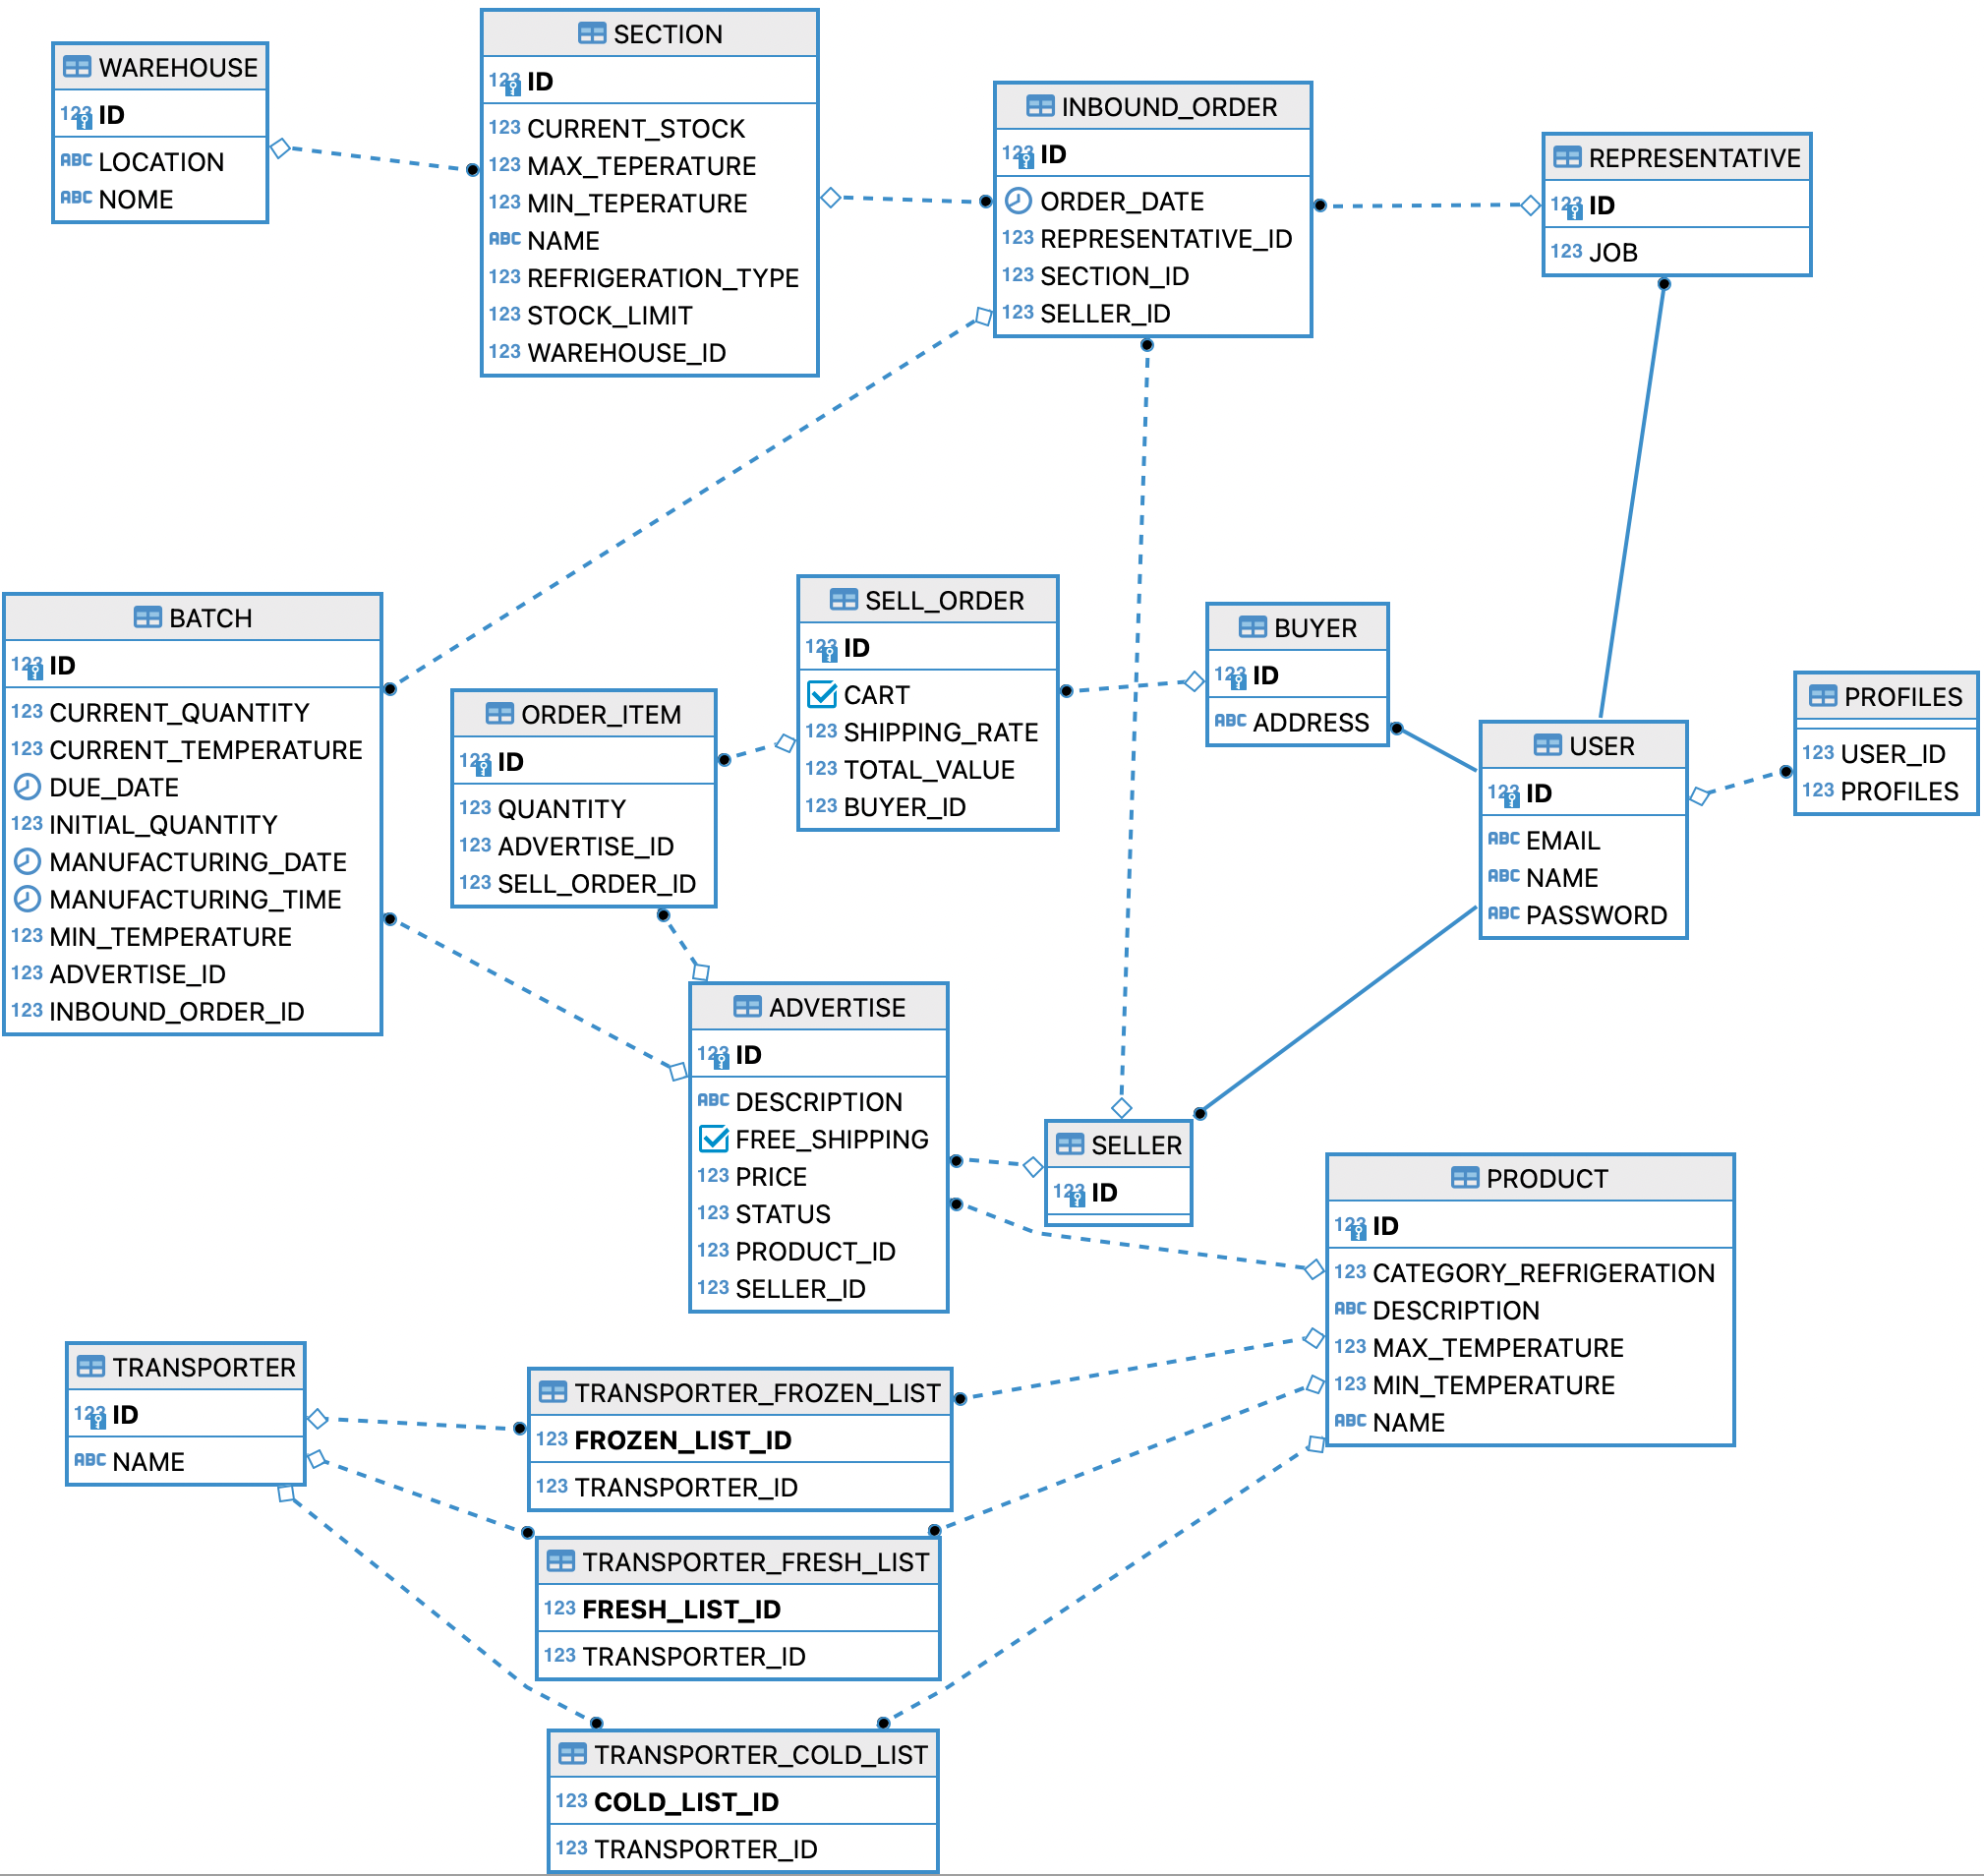 WAREHOUSE
123 ID
ABC LOCATION
ABC NOME
SECTION
123 ID
123 CURRENT_STOCK
123 MAX_TEPERATURE
123 MIN_TEPERATURE
ABC NAME
123 REFRIGERATION_TYPE
123 STOCK_LIMIT
123 WAREHOUSE_ID
INBOUND_ORDER
123 ID
ORDER_DATE
123 REPRESENTATIVE_ID
123 SECTION_ID
123 SELLER_ID
REPRESENTATIVE
123 ID
123 JOB
BATCH
123 ID
123 CURRENT_QUANTITY
123 CURRENT_TEMPERATURE
DUE_DATE
123 INITIAL_QUANTITY
MANUFACTURING_DATE
MANUFACTURING_TIME
123 MIN_TEMPERATURE
123 ADVERTISE_ID
123 INBOUND_ORDER_ID
ORDER_ITEM
123 ID
123 QUANTITY
123 ADVERTISE_ID
123 SELL_ORDER_ID
SELL_ORDER
123 ID
CART
123 SHIPPING_RATE
123 TOTAL_VALUE
123 BUYER_ID
BUYER
123 ID
ABC ADDRESS
USER
123 ID
ABC EMAIL
ABC NAME
ABC PASSWORD
PROFILES
123 USER_ID
123 PROFILES
ADVERTISE
123 ID
ABC DESCRIPTION
FREE_SHIPPING
123 PRICE
123 STATUS
123 PRODUCT_ID
123 SELLER_ID
SELLER
123 ID
PRODUCT
123 ID
123 CATEGORY_REFRIGERATION
ABC DESCRIPTION
123 MAX_TEMPERATURE
123 MIN_TEMPERATURE
ABC NAME
TRANSPORTER
123 ID
ABC NAME
TRANSPORTER_FROZEN_LIST
123 FROZEN_LIST_ID
123 TRANSPORTER_ID
TRANSPORTER_FRESH_LIST
123 FRESH_LIST_ID
123 TRANSPORTER_ID
TRANSPORTER_COLD_LIST
123 COLD_LIST_ID
123 TRANSPORTER_ID